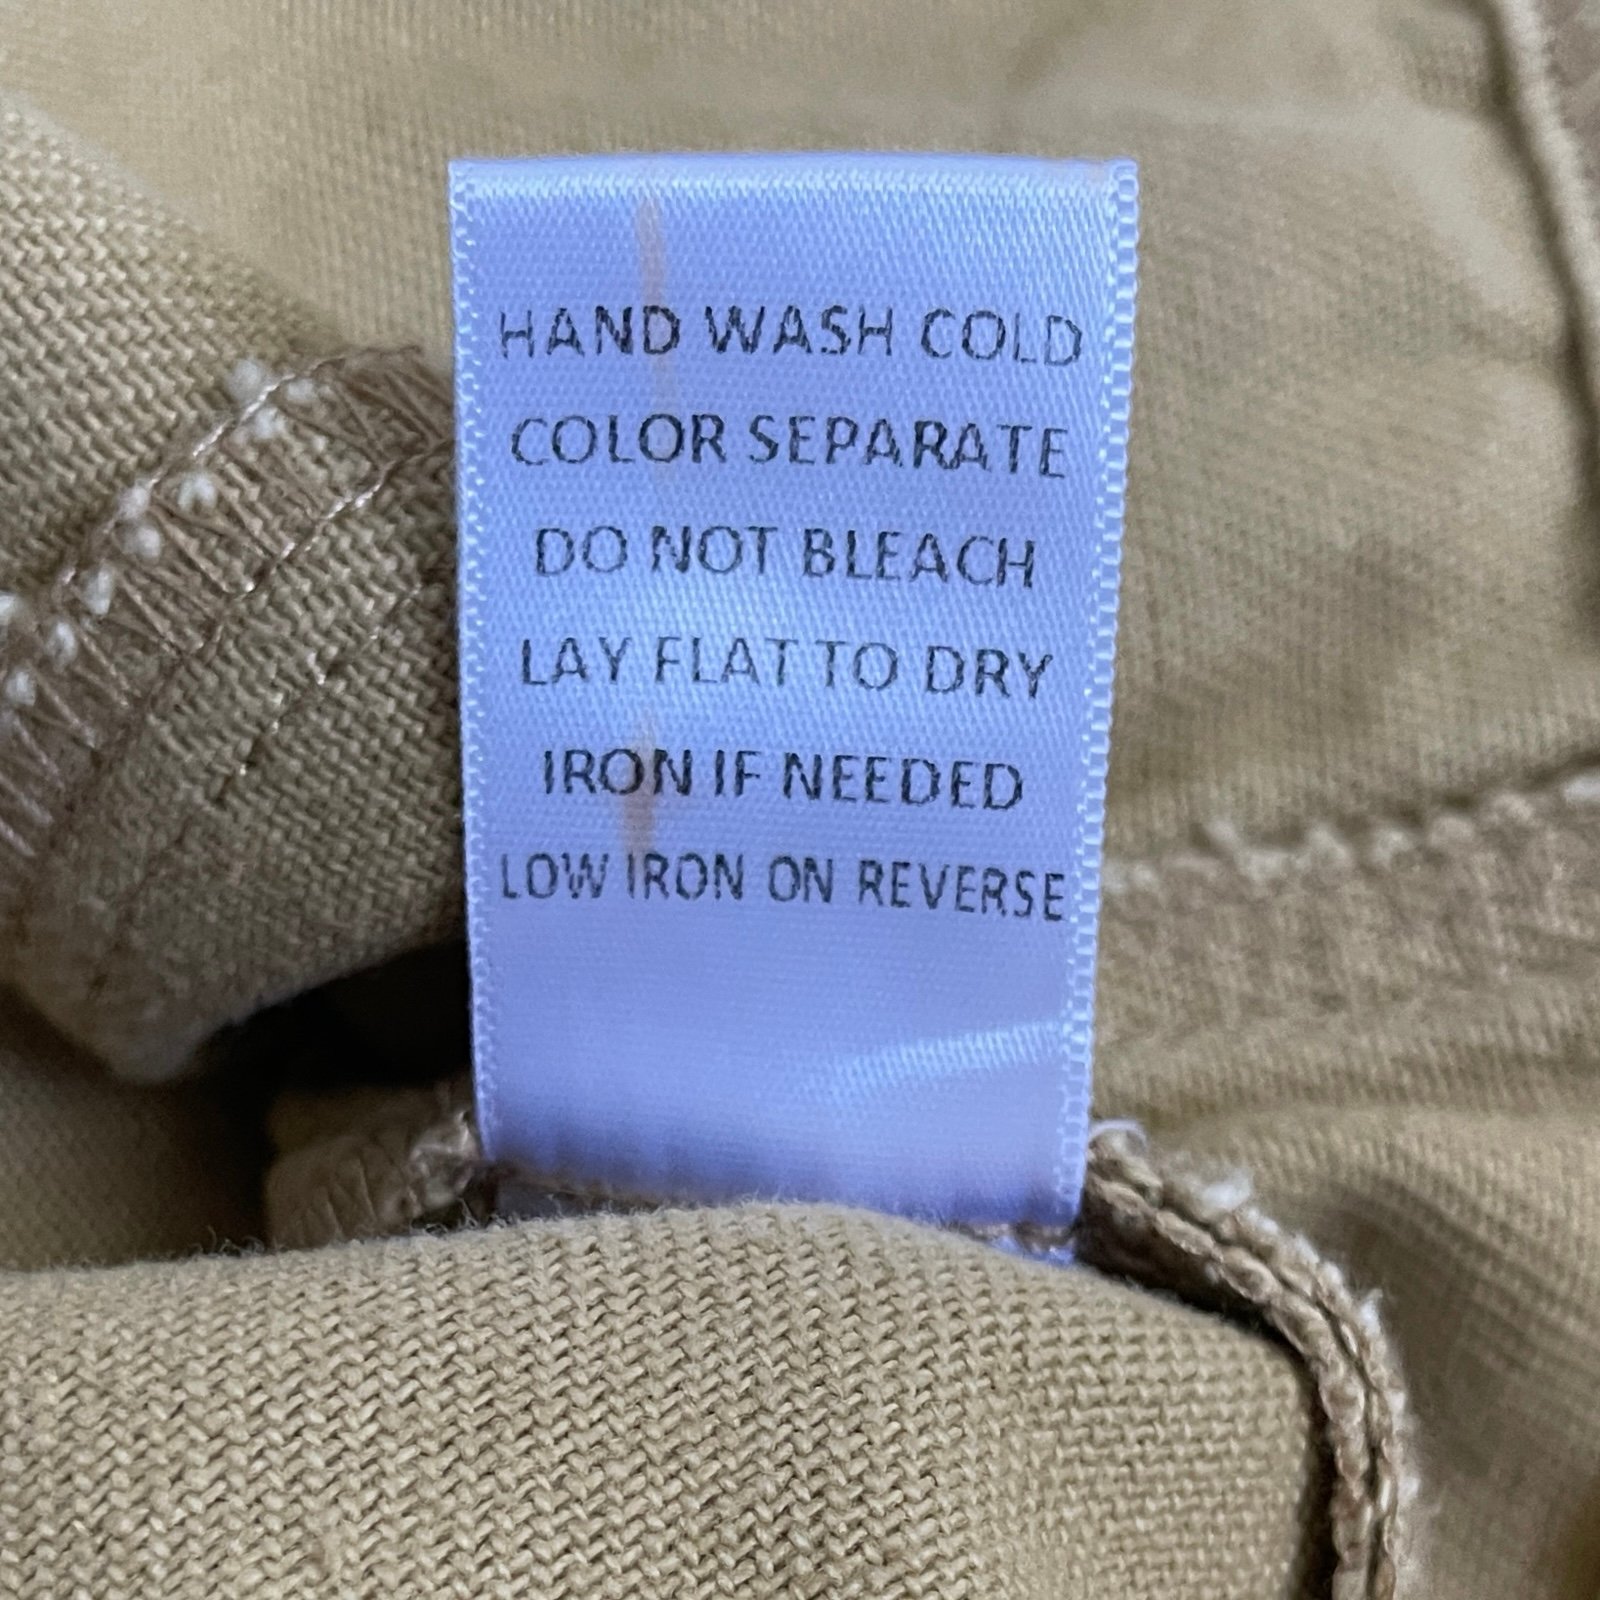 HAND WASH COLD
COLOR SEPARATE
DO NOT BLEACH
LAY FLAT TO DRY
IRON IF NEEDED
LOW IRON ON REVERSE